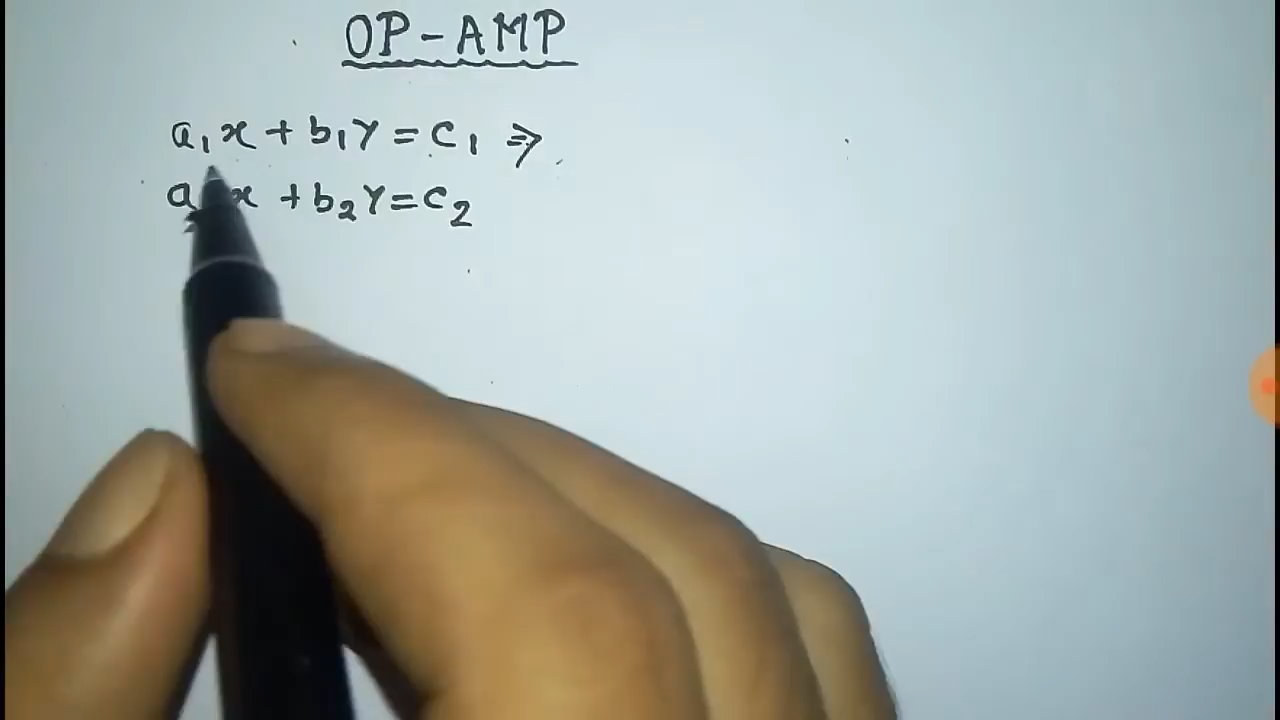 OP-AMP
a₁x + b₁y = c₁ ⇒
a x + b₂y = c₂